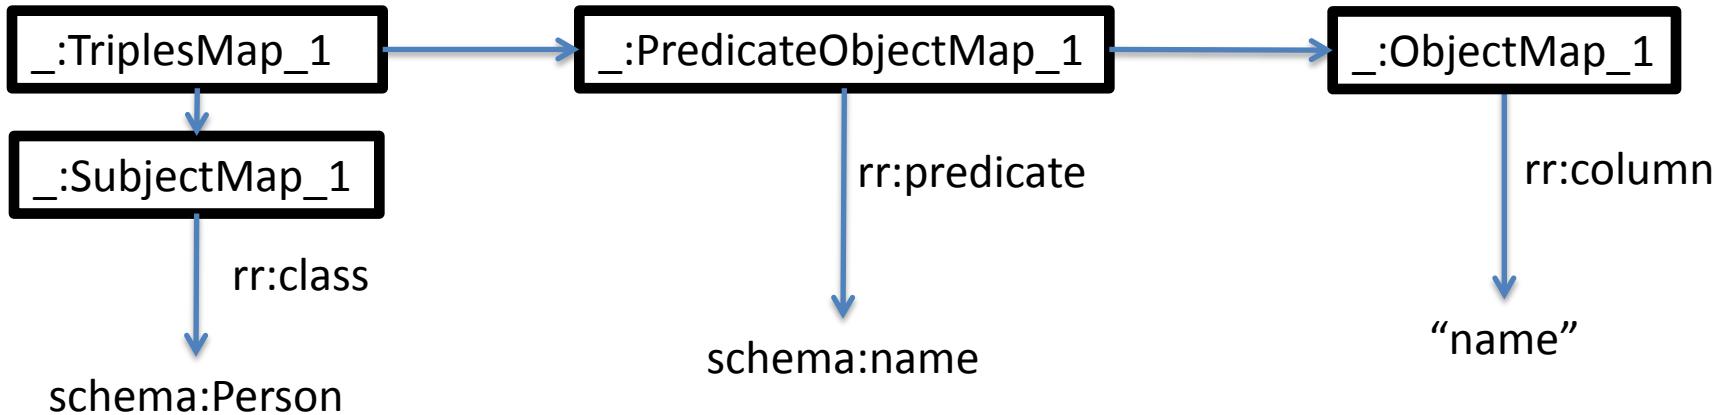 _:TriplesMap_1
_:PredicateObjectMap_1
_:ObjectMap_1
_:SubjectMap_1
rr:predicate
rr:column
rr:class
“name”
schema:name
schema:Person